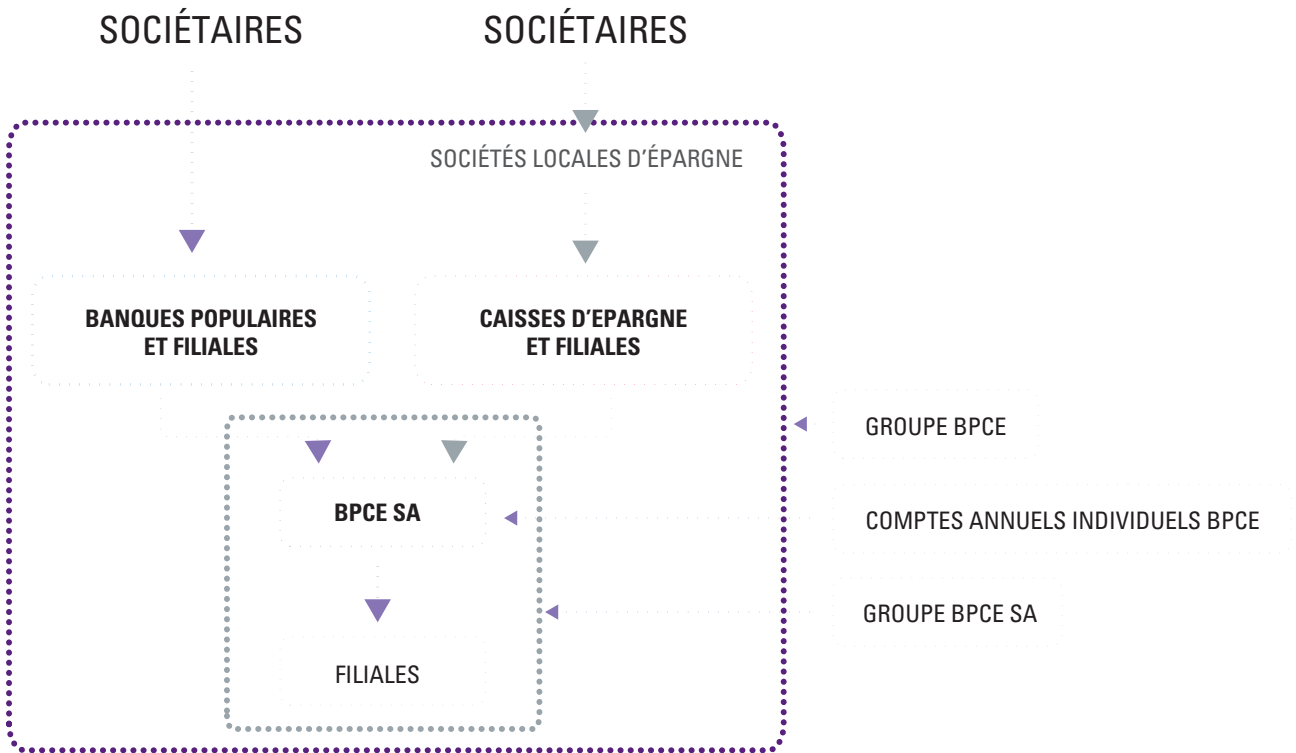 SOCIÉTAIRES
SOCIÉTAIRES
SOCIÉTÉS LOCALES D'ÉPARGNE
BANQUES POPULAIRES
ET FILIALES
CAISSES D'EPARGNE
ET FILIALES
GROUPE BPCE
BPCE SA
COMPTES ANNUELS INDIVIDUELS BPCE
GROUPE BPCE SA
FILIALES